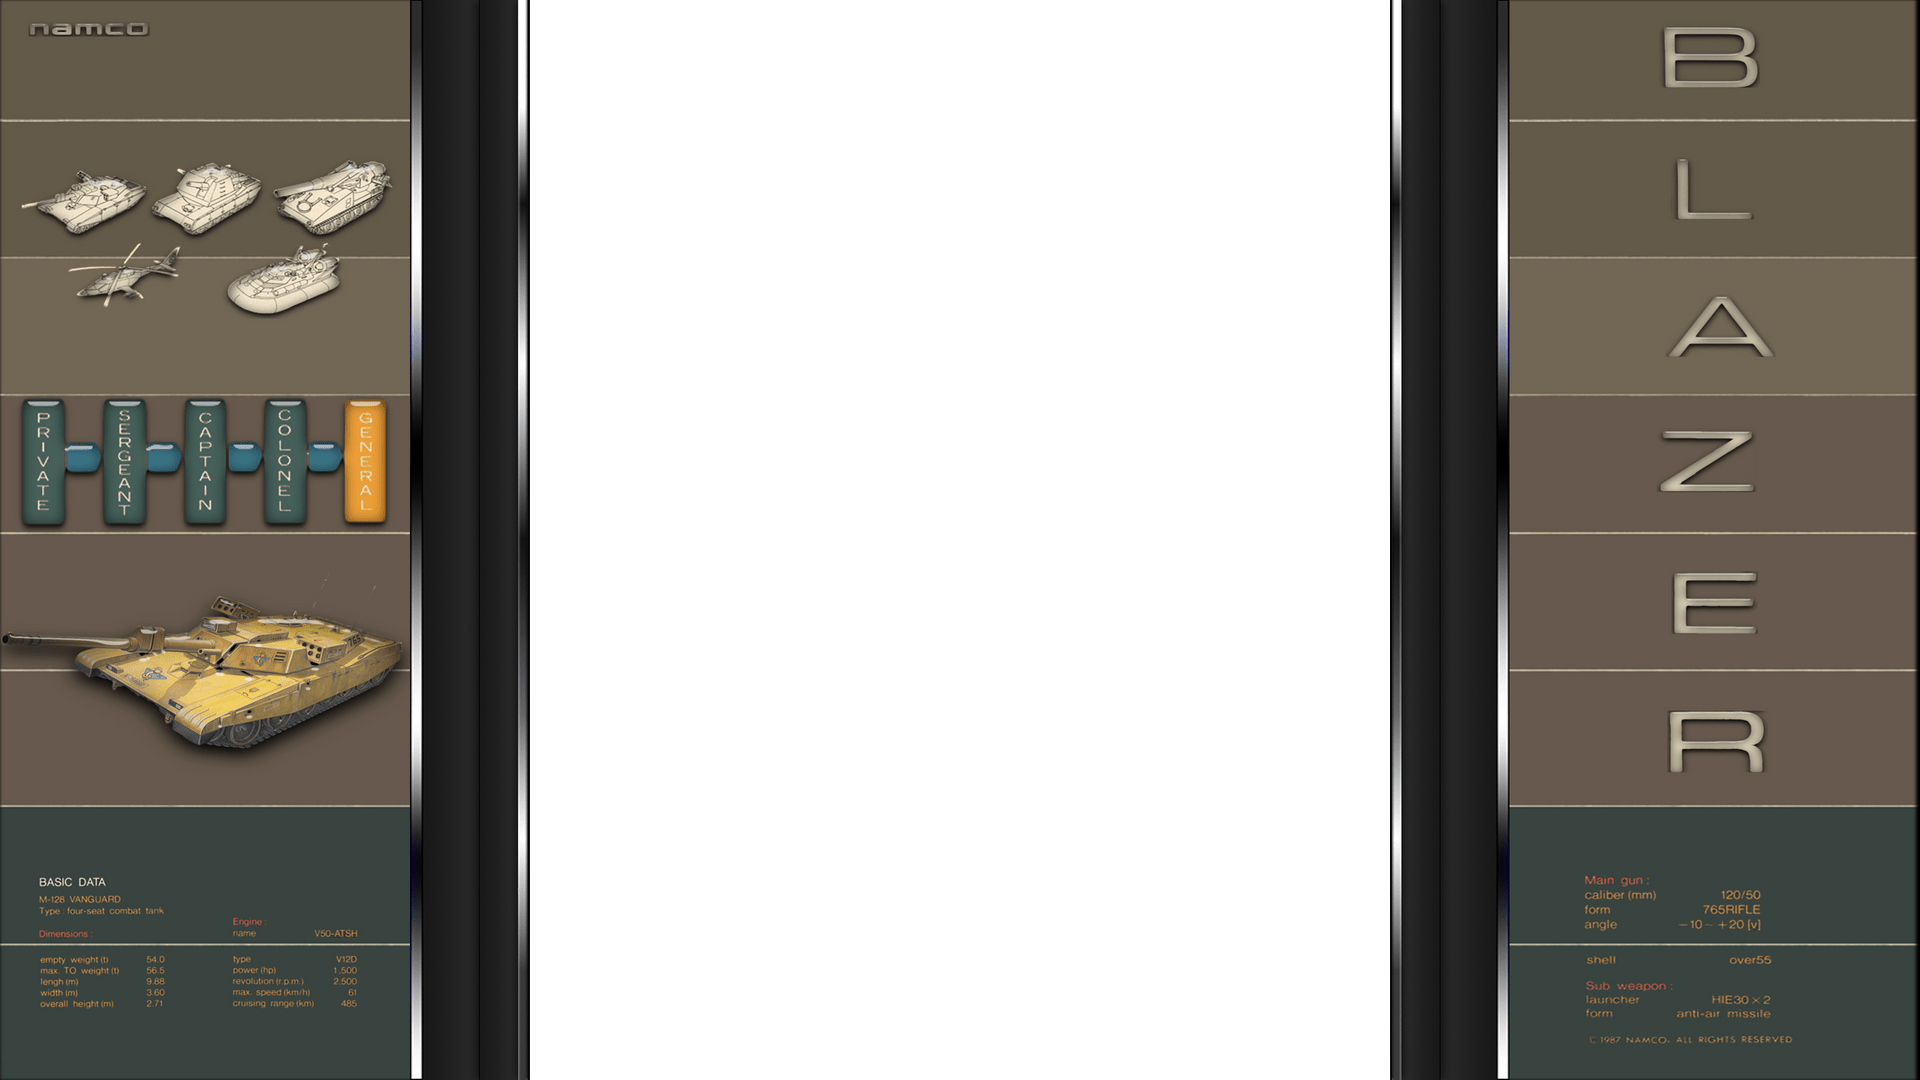 namco
PRIVATE
SERGEANT
CAPTAIN
COLONEL
GENERAL
765
BASIC DATA
M-128 VANGUARD
Type : four-seat combat tank
Dimensions :
empty weight (t) 54.0
max. TO weight (t) 56.5
lengh (m) 9.88
width (m) 3.60
overall height (m) 2.71
Engine :
name V50-ATSH
type V12D
power (hp) 1,500
revolution (r.p.m.) 2,500
max. speed (km/h) 61
cruising range (km) 485
B
L
A
Z
E
R
Main gun :
caliber (mm) 120/50
form 765RIFLE
angle −10 ~ +20 [v]
shell over55
Sub weapon :
launcher HIE30 × 2
form anti-air missile
© 1987 NAMCO, ALL RIGHTS RESERVED